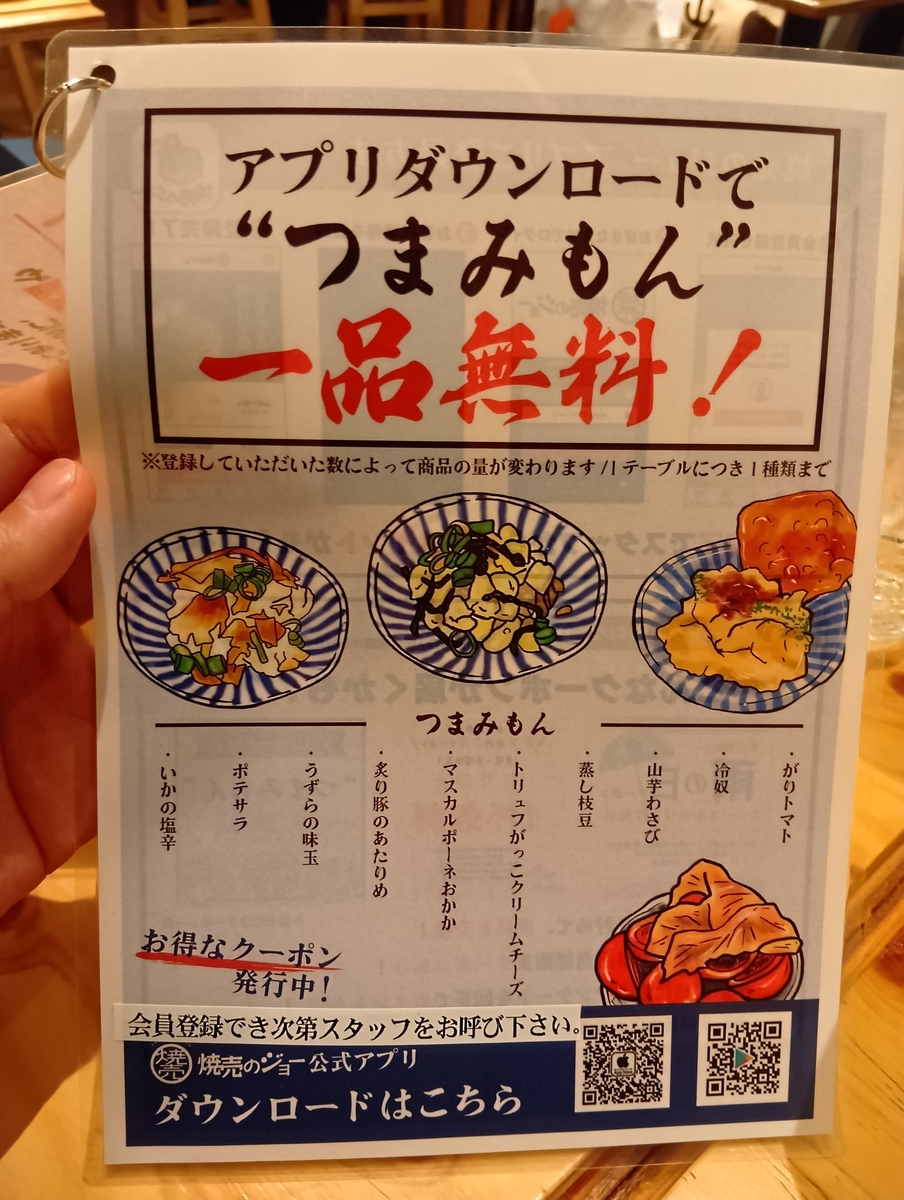 アプリダウンロードで
“つまみもん”
一品無料！
※登録していただいた数によって商品の量が変わります/1テーブルにつき1種類まで
つまみもん
・がりトマト
・冷奴
・山芋わさび
・蒸し枝豆
・トリュフがっこクリームチーズ
・マスカルポーネおかか
・炙り豚のあたりめ
・うずらの味玉
・ポテサラ
・いかの塩辛
お得なクーポン
発行中！
会員登録でき次第スタッフをお呼び下さい。
焼売 焼売のジョー公式アプリ
ダウンロードはこちら